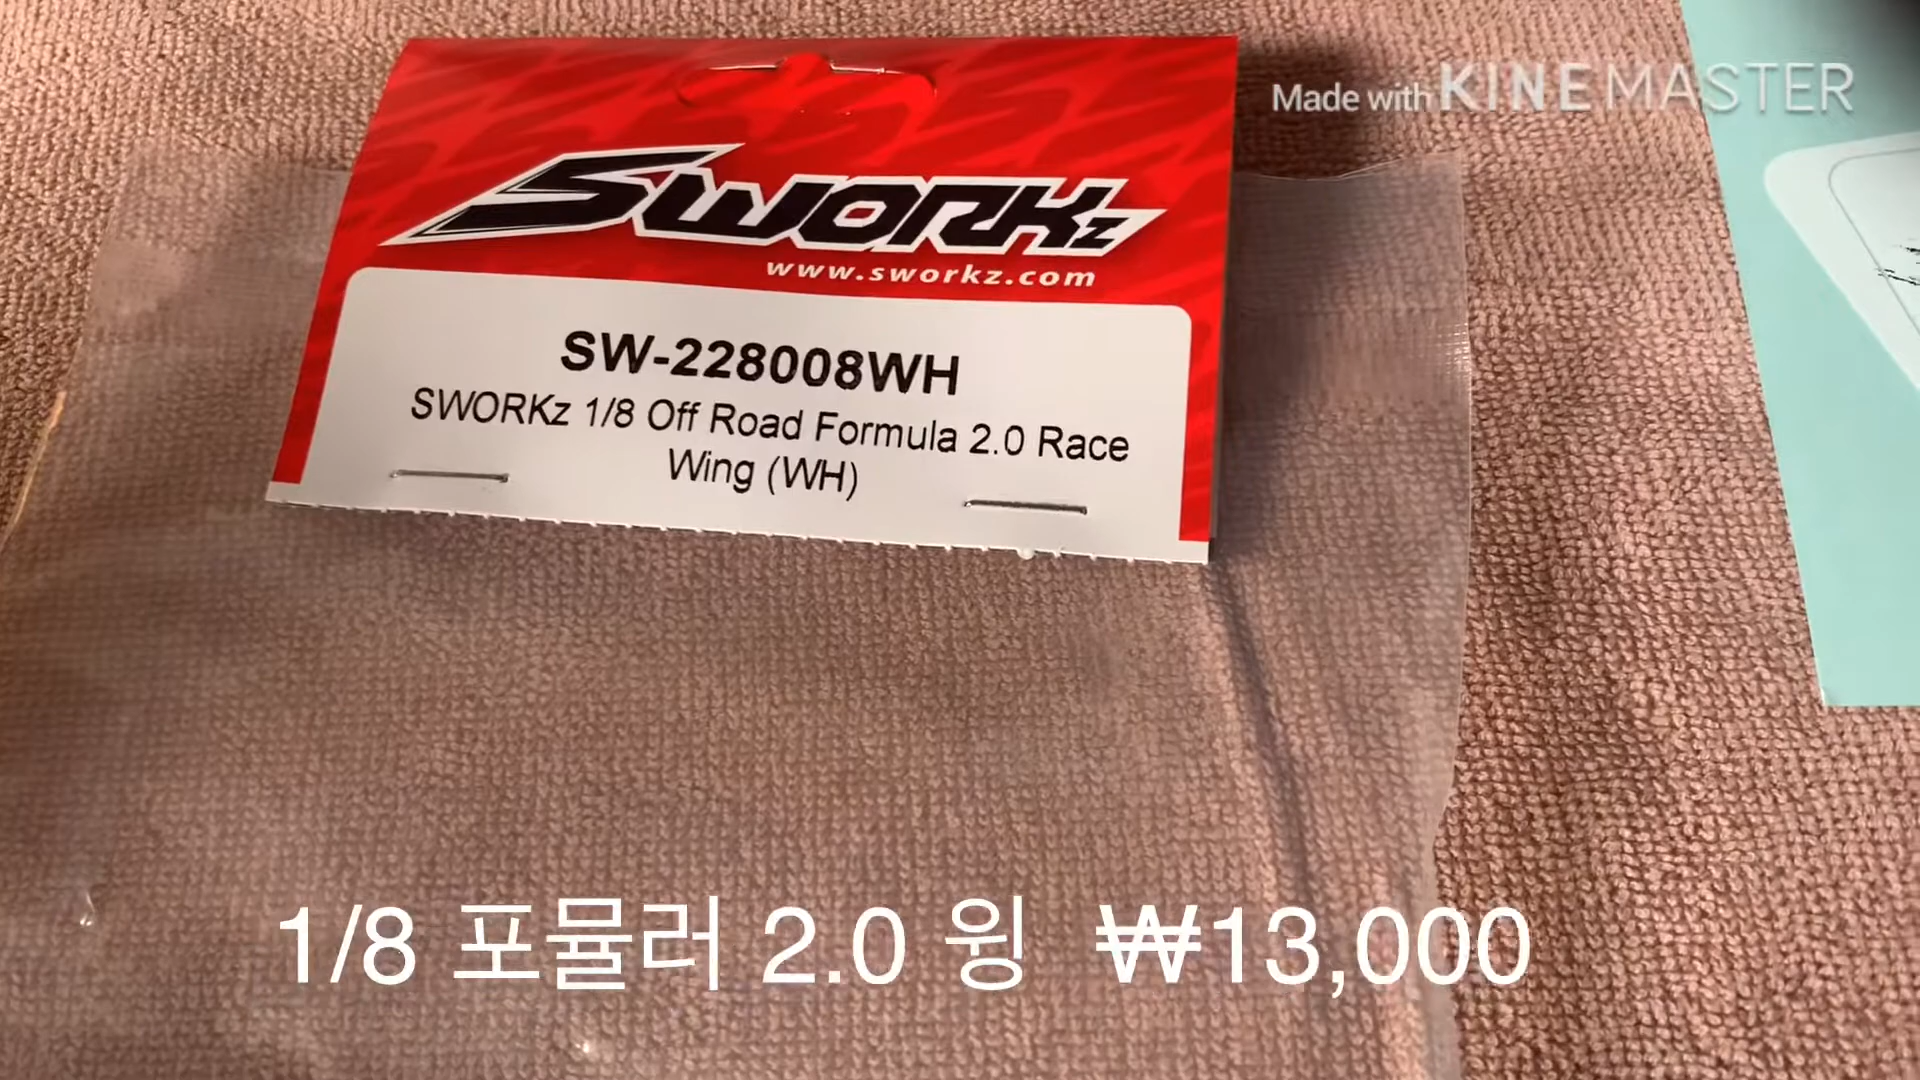 Made with KINEMASTER
SWORKz
www.sworkz.com
SW-228008WH
SWORKz 1/8 Off Road Formula 2.0 Race
Wing (WH)
1/8 포뮬러 2.0 윙 ₩13,000